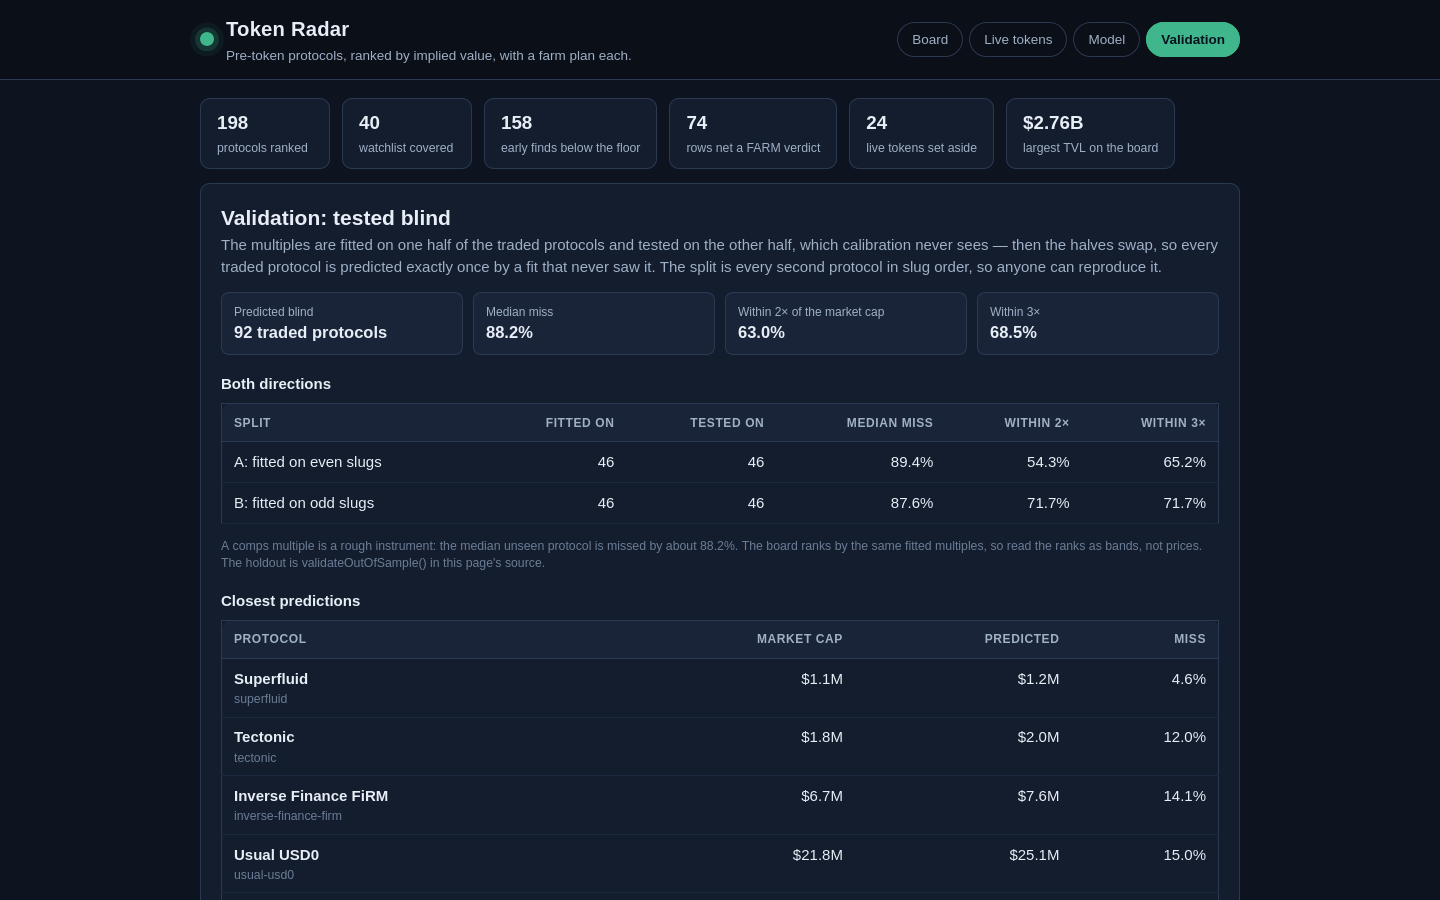 Token Radar
Pre-token protocols, ranked by implied value, with a farm plan each.
Board
Live tokens
Model
Validation
198
protocols ranked
40
watchlist covered
158
early finds below the floor
74
rows net a FARM verdict
24
live tokens set aside
$2.76B
largest TVL on the board
Validation: tested blind
The multiples are fitted on one half of the traded protocols and tested on the other half, which calibration never sees — then the halves swap, so every
traded protocol is predicted exactly once by a fit that never saw it. The split is every second protocol in slug order, so anyone can reproduce it.
Predicted blind
92 traded protocols
Median miss
88.2%
Within 2× of the market cap
63.0%
Within 3×
68.5%
Both directions
SPLIT FITTED ON TESTED ON MEDIAN MISS WITHIN 2× WITHIN 3×
A: fitted on even slugs 46 46 89.4% 54.3% 65.2%
B: fitted on odd slugs 46 46 87.6% 71.7% 71.7%
A comps multiple is a rough instrument: the median unseen protocol is missed by about 88.2%. The board ranks by the same fitted multiples, so read the ranks as bands, not prices.
The holdout is validateOutOfSample() in this page's source.
Closest predictions
PROTOCOL MARKET CAP PREDICTED MISS
Superfluid $1.1M $1.2M 4.6%
superfluid
Tectonic $1.8M $2.0M 12.0%
tectonic
Inverse Finance FiRM $6.7M $7.6M 14.1%
inverse-finance-firm
Usual USD0 $21.8M $25.1M 15.0%
usual-usd0